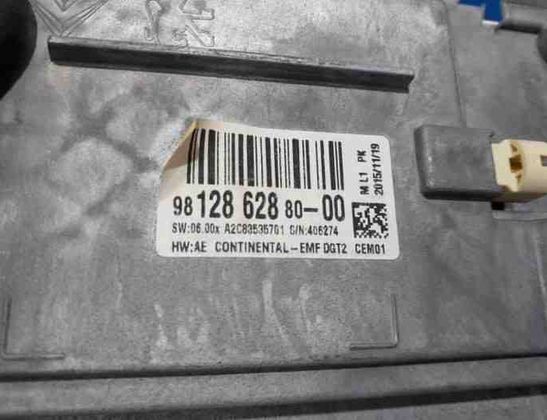 98 128 628 80-00
SW:06.00x A2C83535701 S/N:406274
HW:AE CONTINENTAL-EMF DGT2 CEM01
M L1 PK
2015/11/19